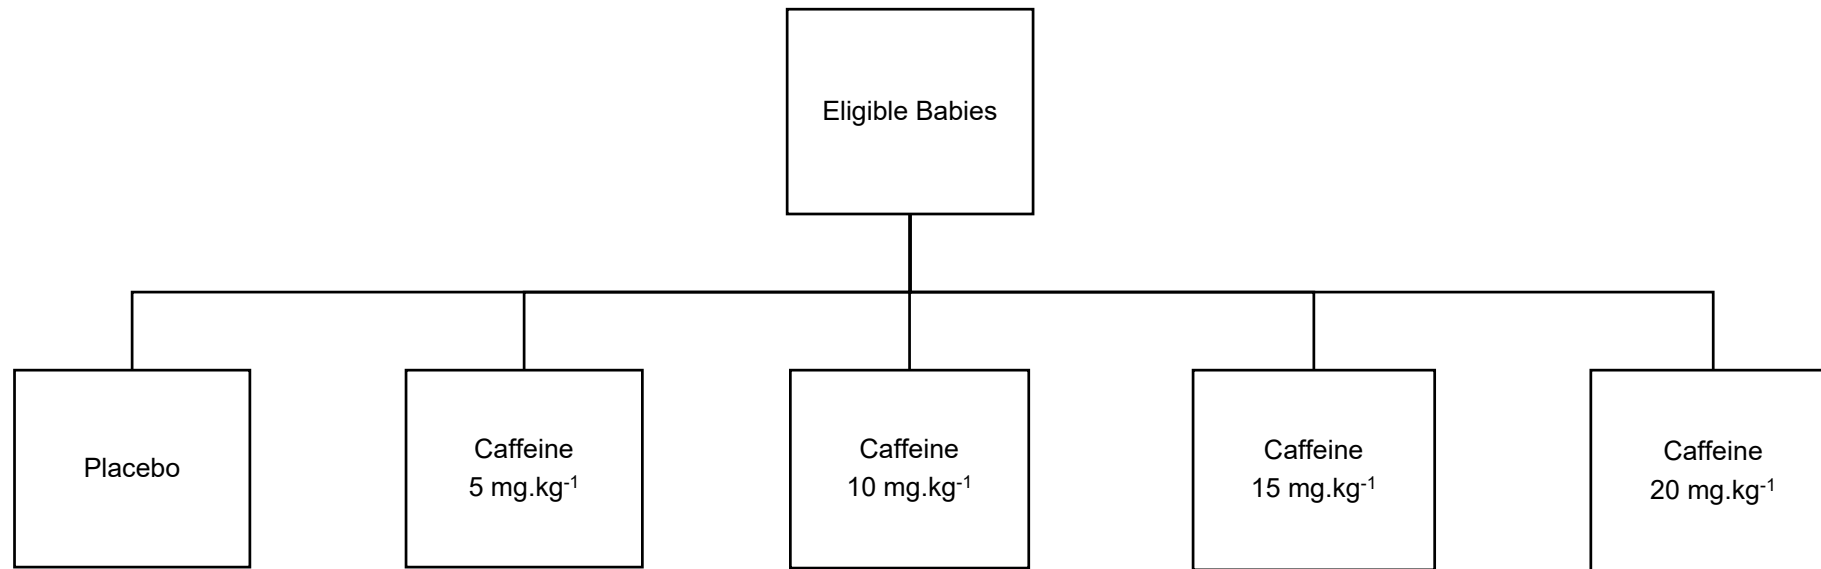 Eligible Babies
Placebo
Caffeine
5 mg.kg⁻¹
Caffeine
10 mg.kg⁻¹
Caffeine
15 mg.kg⁻¹
Caffeine
20 mg.kg⁻¹